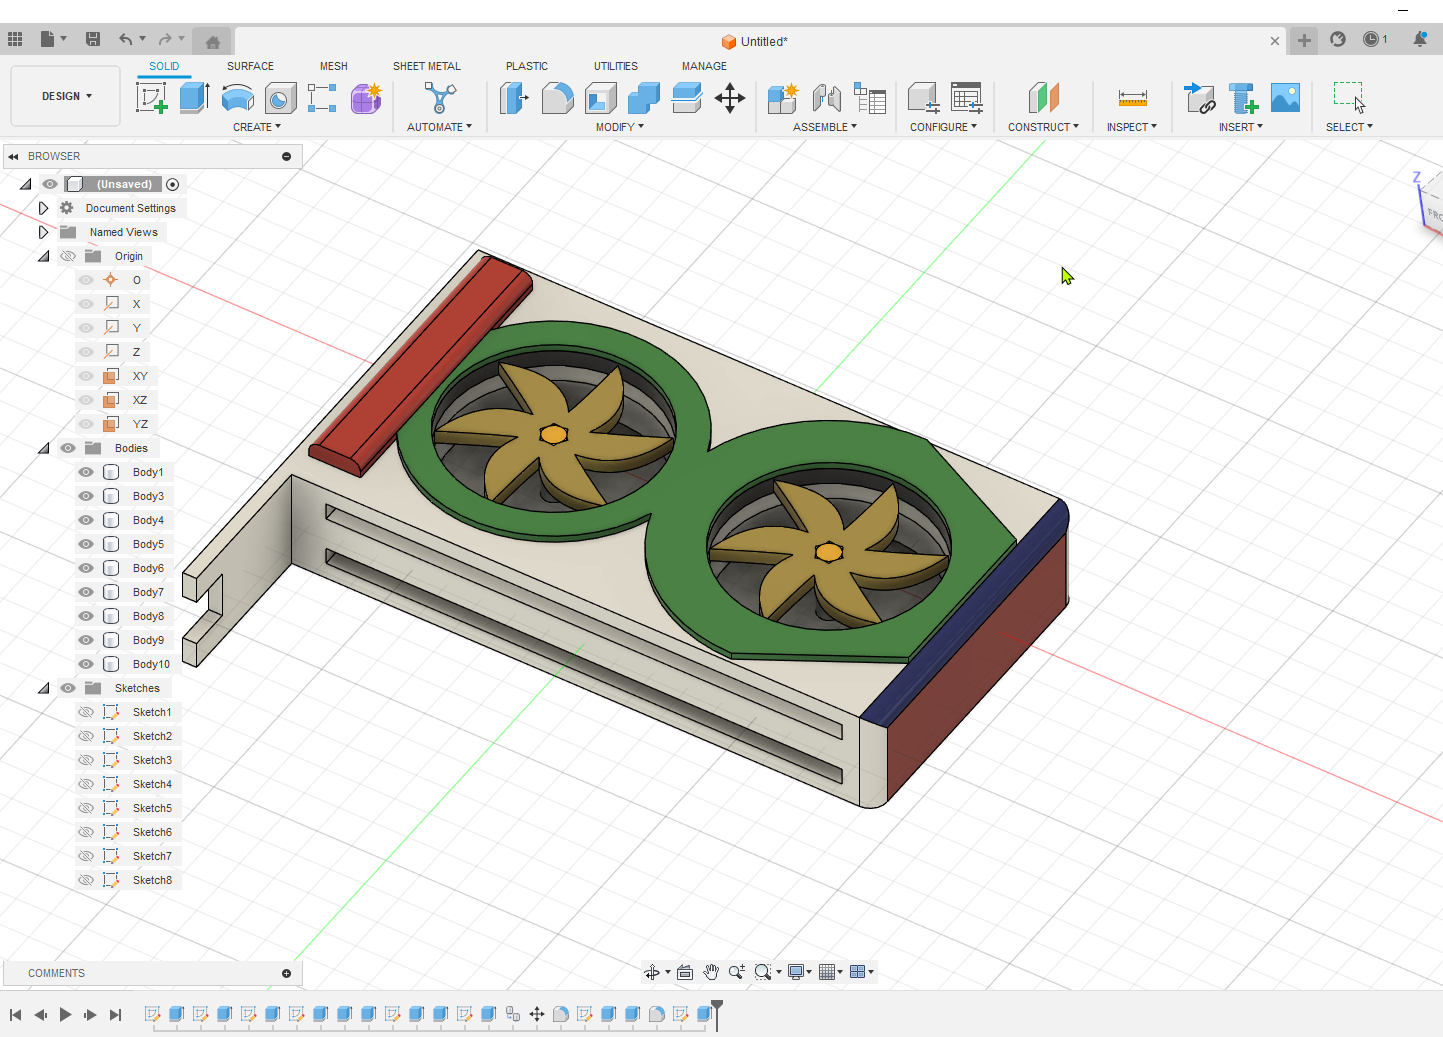 Untitled*
1
DESIGN
SOLID
SURFACE
MESH
SHEET METAL
PLASTIC
UTILITIES
MANAGE
CREATE
AUTOMATE
MODIFY
ASSEMBLE
CONFIGURE
CONSTRUCT
INSPECT
INSERT
SELECT
BROWSER
(Unsaved)
Document Settings
Named Views
Origin
O
X
Y
Z
XY
XZ
YZ
Bodies
Body1
Body3
Body4
Body5
Body6
Body7
Body8
Body9
Body10
Sketches
Sketch1
Sketch2
Sketch3
Sketch4
Sketch5
Sketch6
Sketch7
Sketch8
Z
COMMENTS